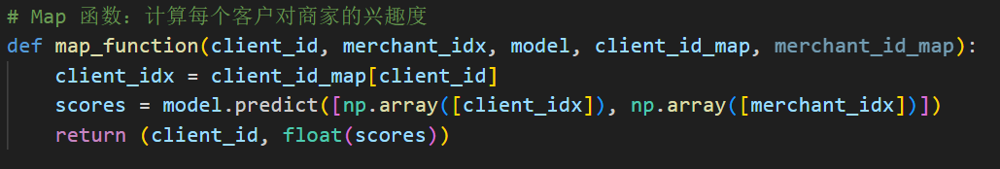 # Map 函数：计算每个客户对商家的兴趣度
def map_function(client_id, merchant_idx, model, client_id_map, merchant_id_map):
    client_idx = client_id_map[client_id]
    scores = model.predict([np.array([client_idx]), np.array([merchant_idx])])
    return (client_id, float(scores))